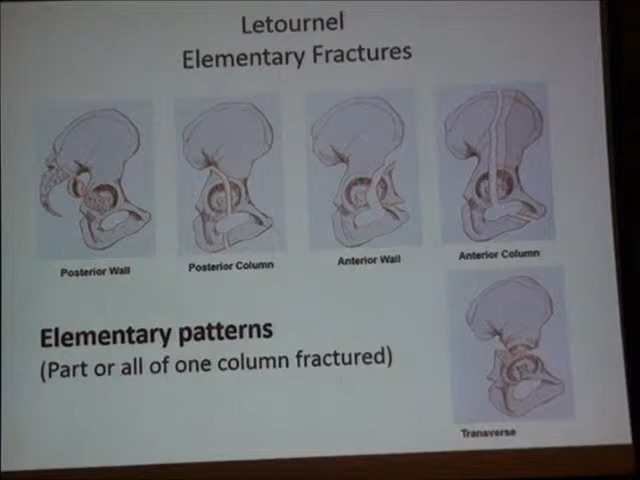 Letournel
Elementary Fractures
Posterior Wall
Posterior Column
Anterior Wall
Anterior Column
Elementary patterns
(Part or all of one column fractured)
Transverse